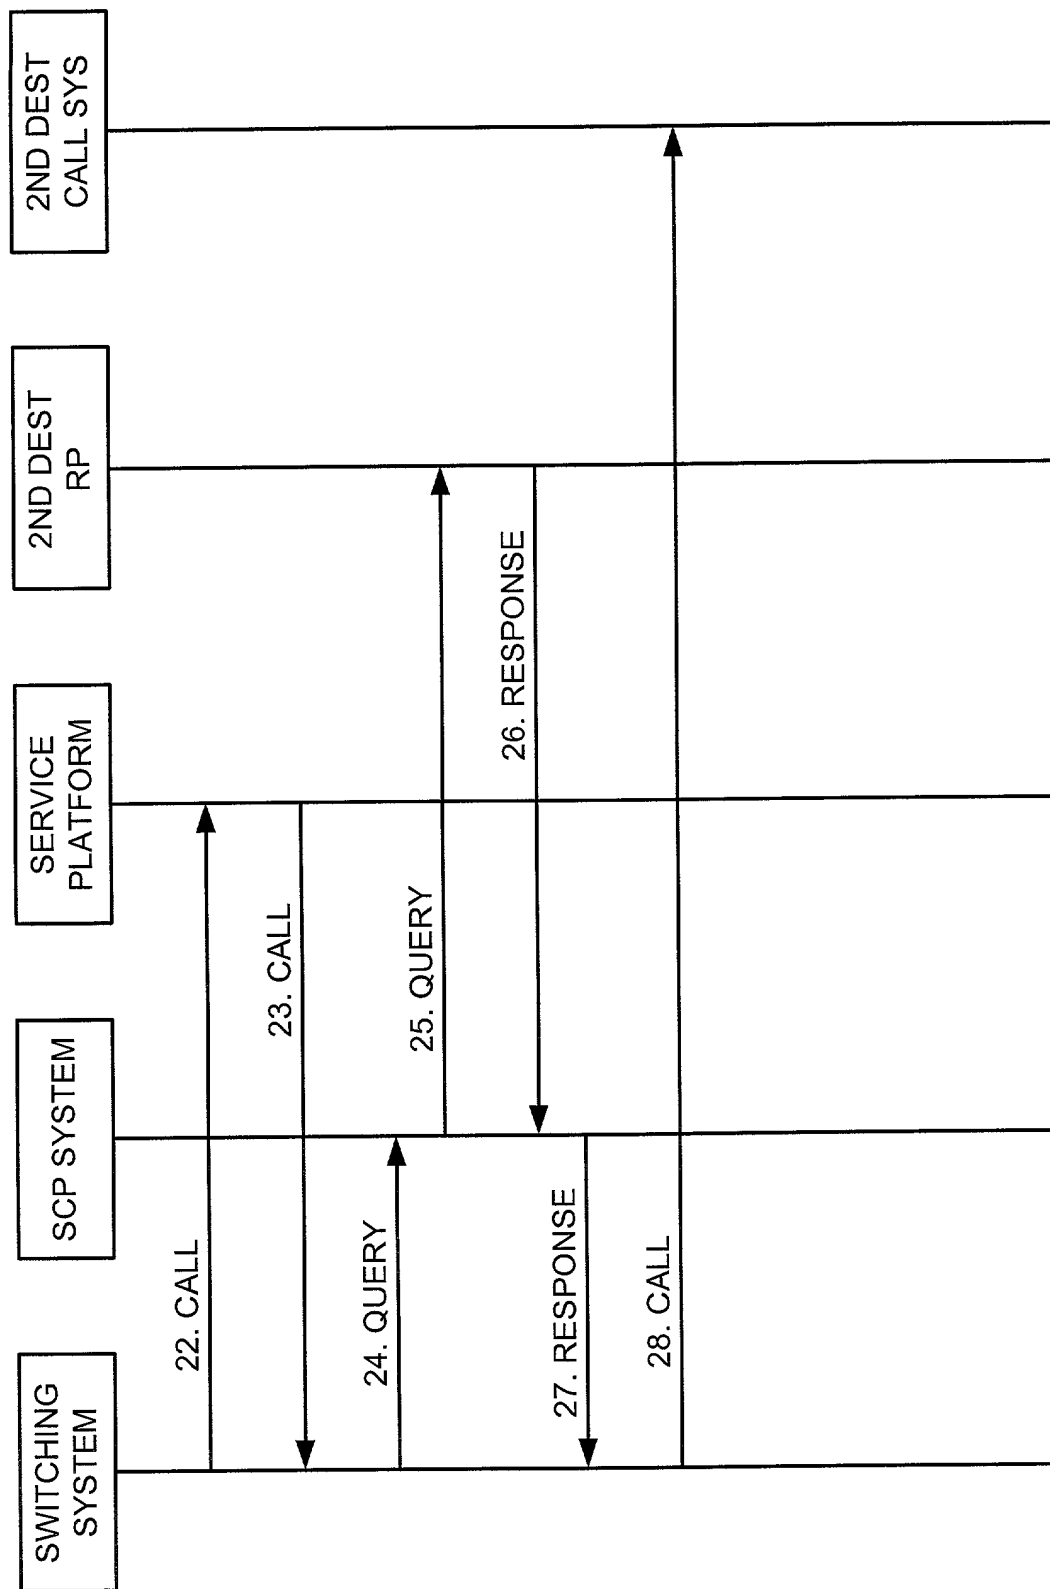 SWITCHING
SYSTEM
SCP SYSTEM
SERVICE
PLATFORM
2ND DEST
RP
2ND DEST
CALL SYS
22. CALL
23. CALL
24. QUERY
25. QUERY
26. RESPONSE
27. RESPONSE
28. CALL